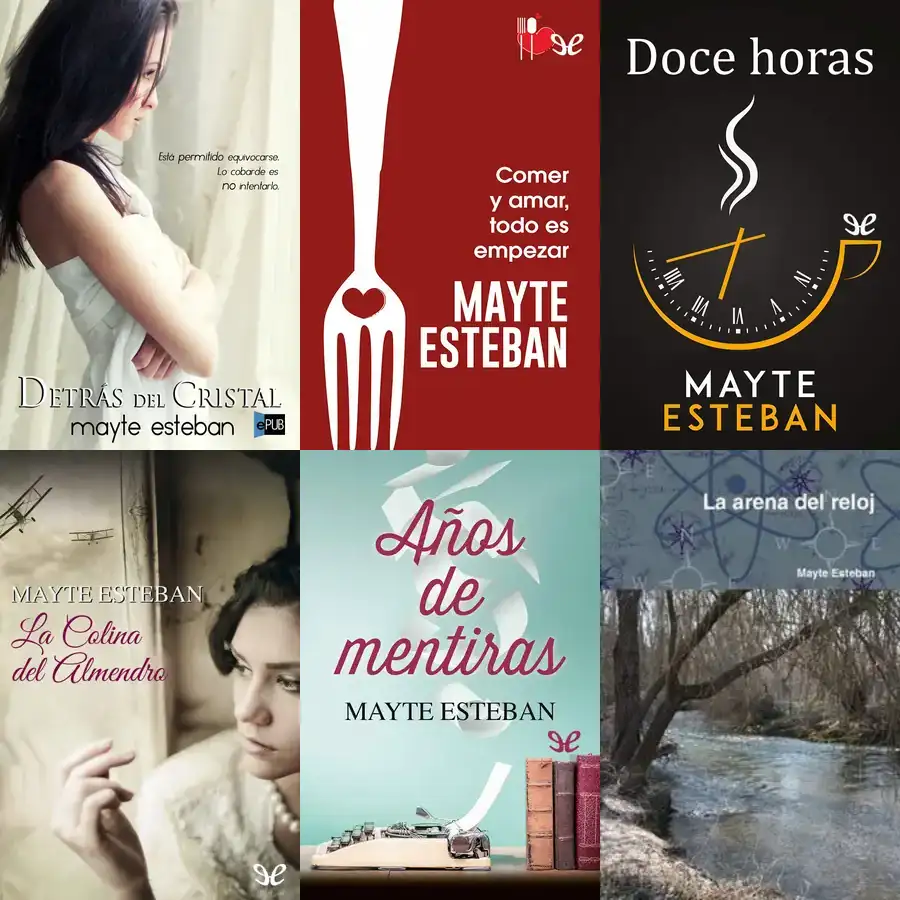 Está permitido equivocarse.
Lo cobarde es
no intentarlo.
DETRÁS DEL CRISTAL
mayte esteban
ePUB
Comer
y amar,
todo es
empezar
MAYTE
ESTEBAN
Doce horas
MAYTE
ESTEBAN
MAYTE ESTEBAN
La Colina
del Almendro
Años
de
mentiras
MAYTE ESTEBAN
La arena del reloj
Mayte Esteban